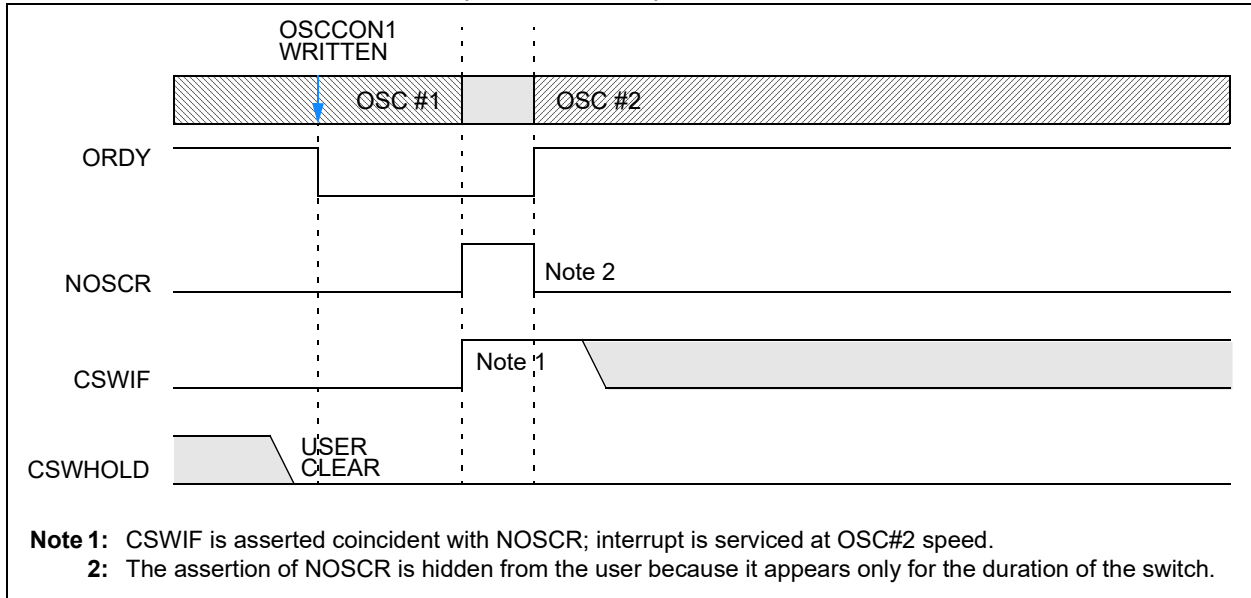 OSCCON1
WRITTEN
OSC #1
OSC #2
ORDY
NOSCR
Note 2
CSWIF
Note 1
CSWHOLD
USER
CLEAR
Note 1: CSWIF is asserted coincident with NOSCR; interrupt is serviced at OSC#2 speed.
2: The assertion of NOSCR is hidden from the user because it appears only for the duration of the switch.